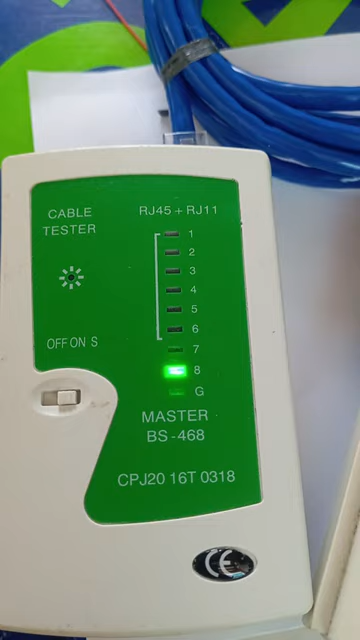 CABLE
TESTER
RJ45 + RJ11
1
2
3
4
5
6
7
8
G
OFF ON S
MASTER
BS-468
CPJ20 16T 0318
CE